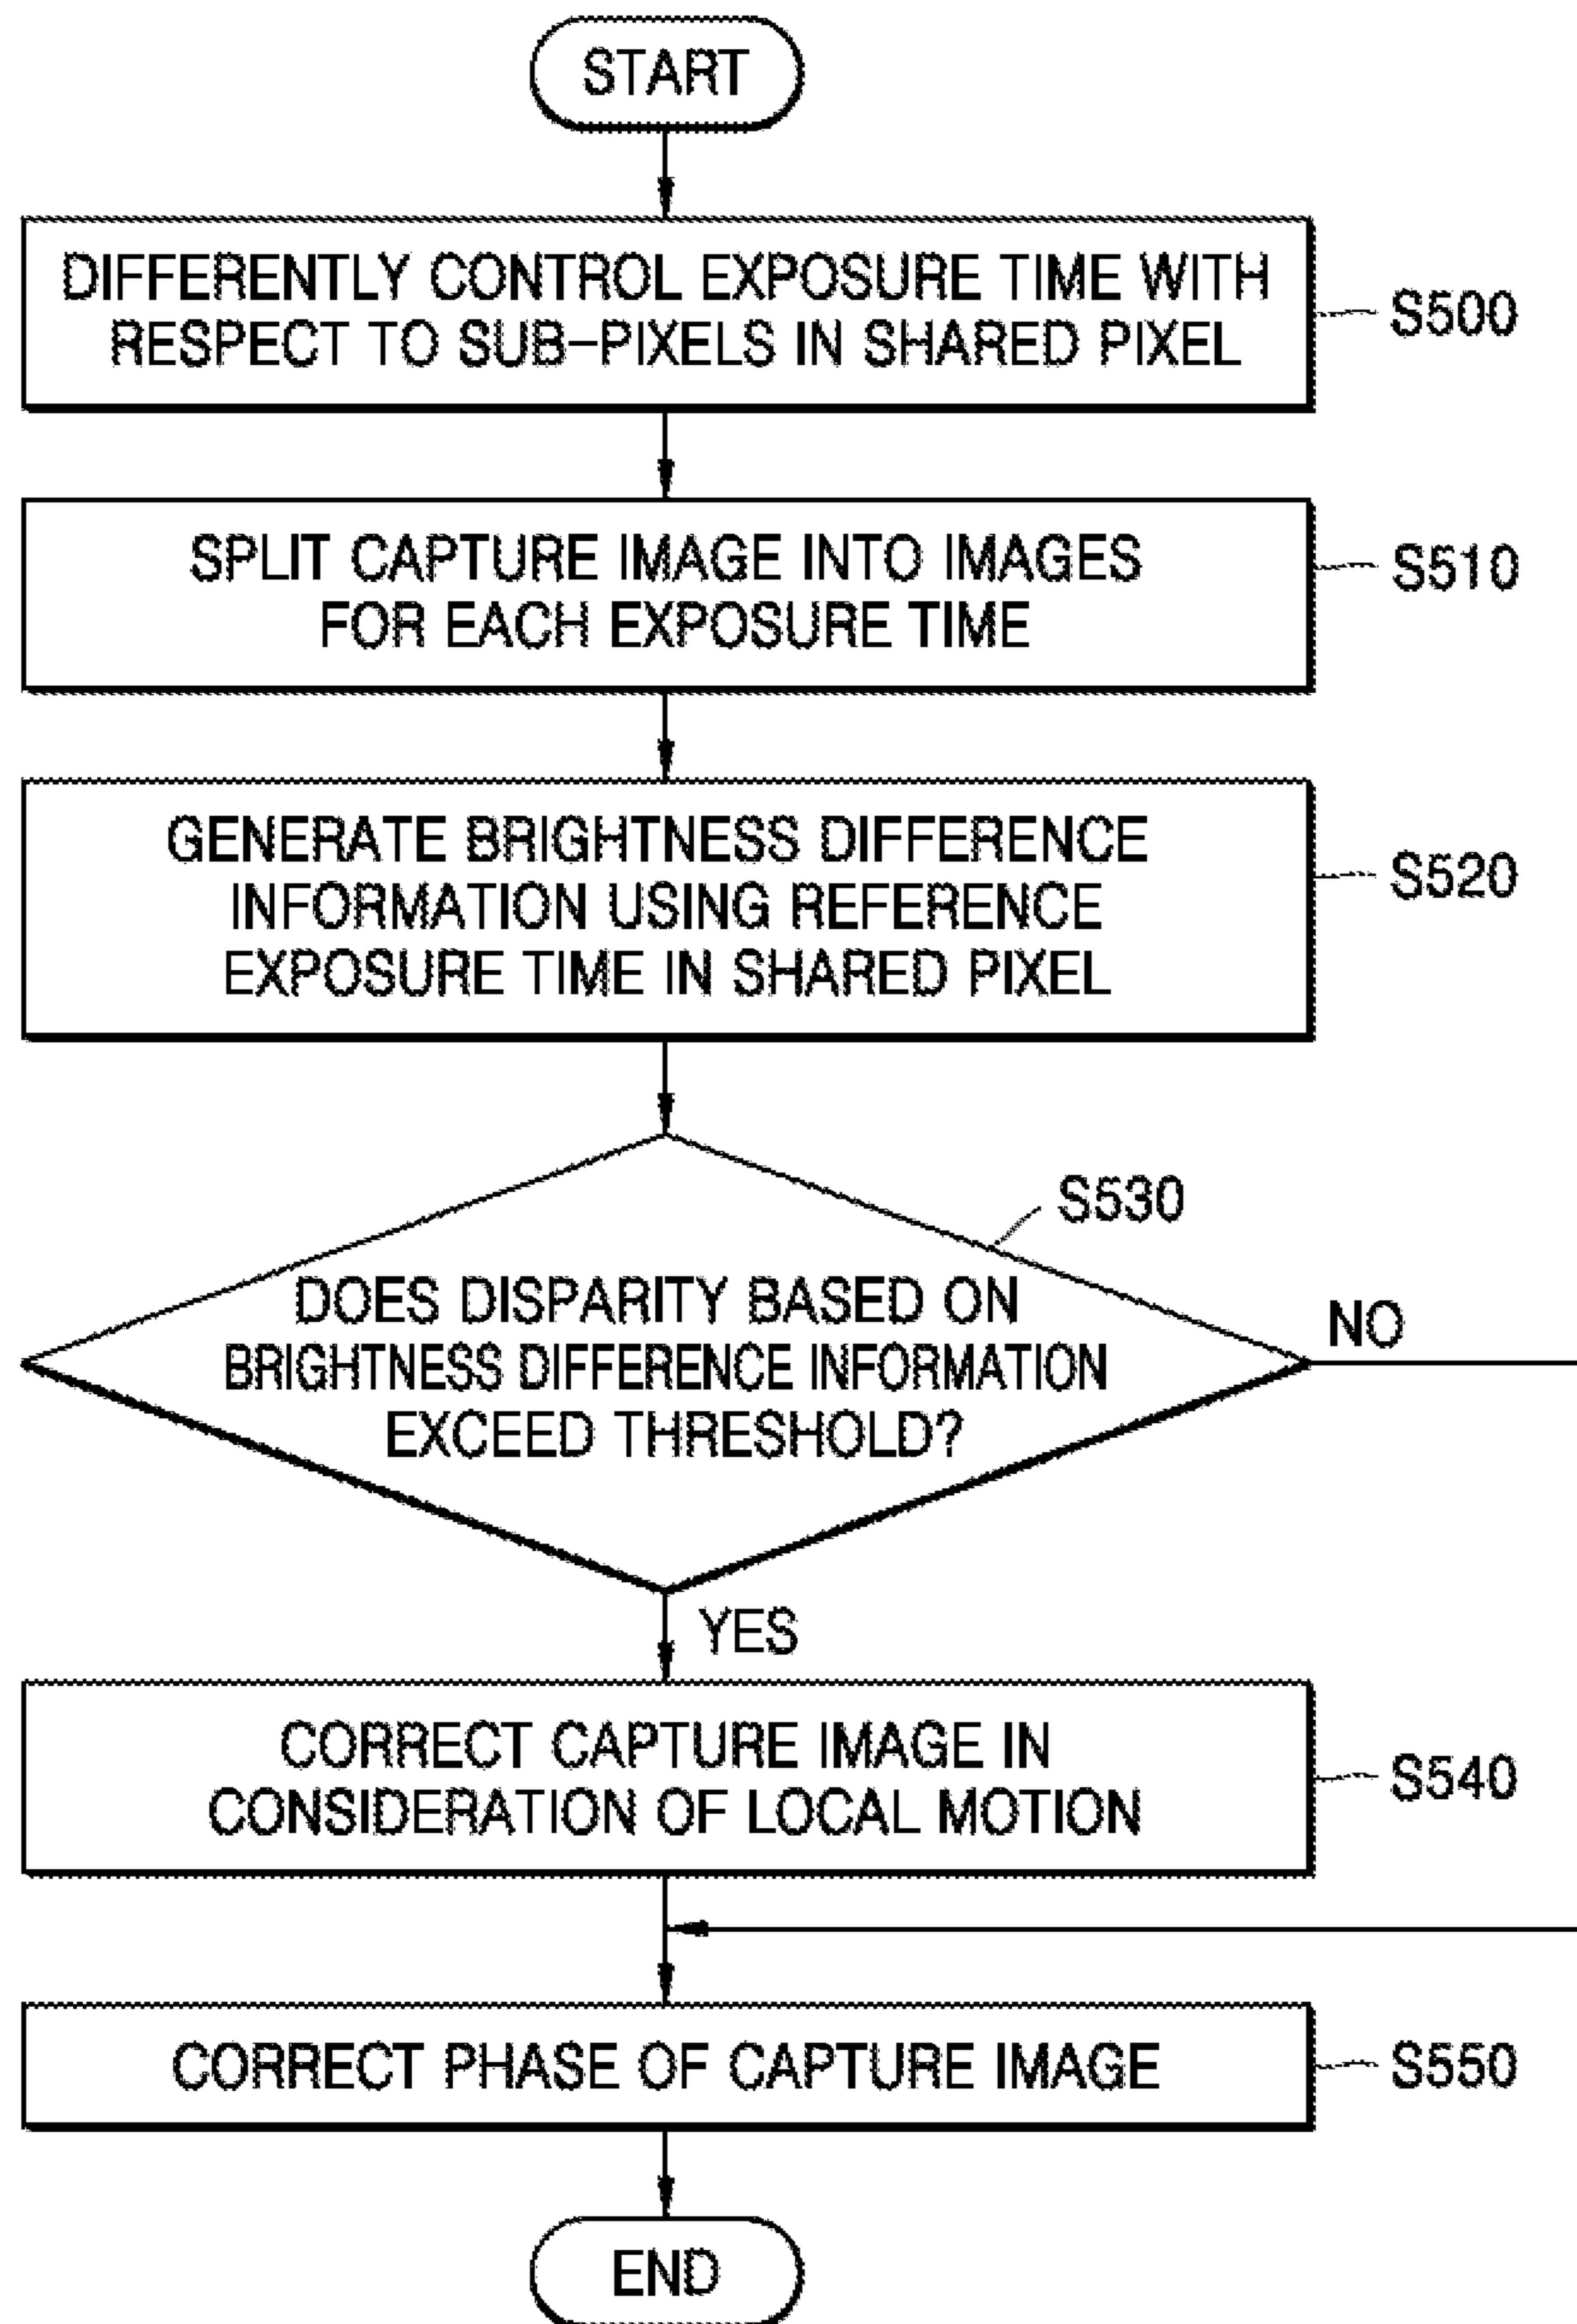 START
DIFFERENTLY CONTROL EXPOSURE TIME WITH
RESPECT TO SUB-PIXELS IN SHARED PIXEL
S500
SPLIT CAPTURE IMAGE INTO IMAGES
FOR EACH EXPOSURE TIME
S510
GENERATE BRIGHTNESS DIFFERENCE
INFORMATION USING REFERENCE
EXPOSURE TIME IN SHARED PIXEL
S520
S530
DOES DISPARITY BASED ON
BRIGHTNESS DIFFERENCE INFORMATION
EXCEED THRESHOLD?
NO
YES
CORRECT CAPTURE IMAGE IN
CONSIDERATION OF LOCAL MOTION
S540
CORRECT PHASE OF CAPTURE IMAGE
S550
END